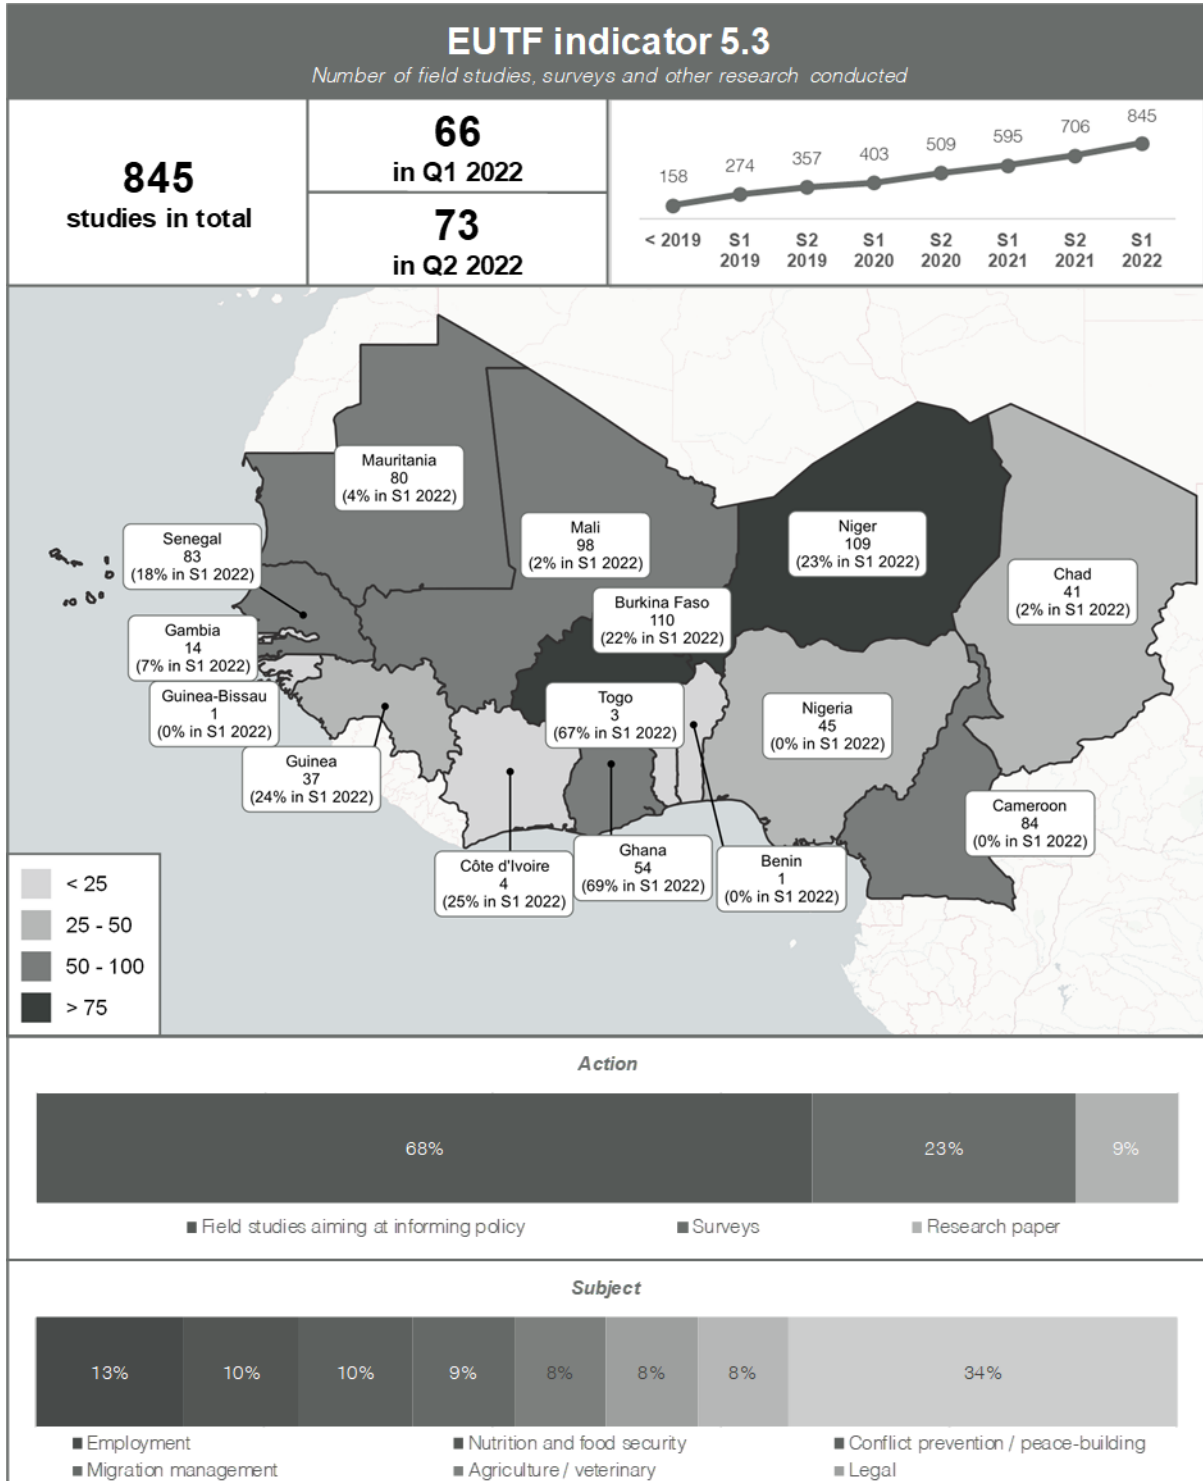 EUTF indicator 5.3
Number of field studies, surveys and other research conducted
845
studies in total
66
in Q1 2022
73
in Q2 2022
158
274
357
403
509
595
706
845
< 2019
S1
2019
S2
2019
S1
2020
S2
2020
S1
2021
S2
2021
S1
2022
Mauritania
80
(4% in S1 2022)
Senegal
83
(18% in S1 2022)
Mali
98
(2% in S1 2022)
Niger
109
(23% in S1 2022)
Chad
41
(2% in S1 2022)
Burkina Faso
110
(22% in S1 2022)
Gambia
14
(7% in S1 2022)
Guinea-Bissau
1
(0% in S1 2022)
Togo
3
(67% in S1 2022)
Nigeria
45
(0% in S1 2022)
Guinea
37
(24% in S1 2022)
Cameroon
84
(0% in S1 2022)
Côte d'Ivoire
4
(25% in S1 2022)
Ghana
54
(69% in S1 2022)
Benin
1
(0% in S1 2022)
< 25
25 - 50
50 - 100
> 75
Action
68%
23%
9%
Field studies aiming at informing policy
Surveys
Research paper
Subject
13%
10%
10%
9%
8%
8%
8%
34%
Employment
Nutrition and food security
Conflict prevention / peace-building
Migration management
Agriculture / veterinary
Legal